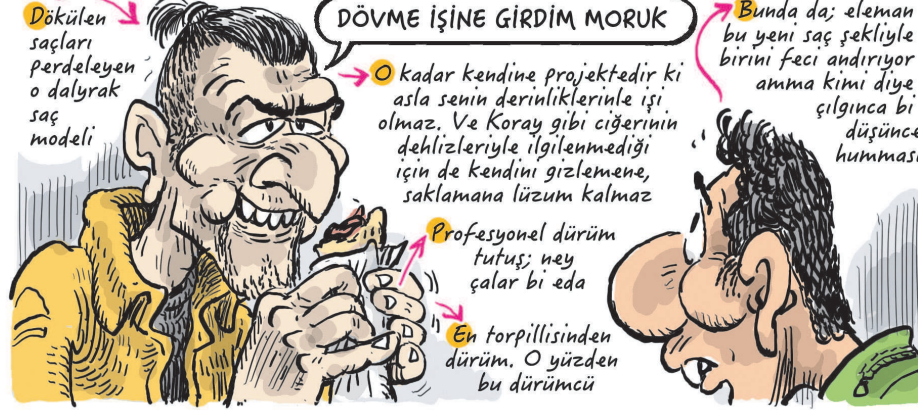 Dökülen
saçları
perdeleyen
o dalyrak
saç
modeli
DÖVME İŞİNE GİRDİM MORUK
O kadar kendine projektedir ki
asla senin derinliklerinle işi
olmaz. Ve Koray gibi ciğerinin
dehlizleriyle ilgilenmediği
için de kendini gizlemene,
saklamana lüzum kalmaz
Profesyonel dürüm
tutuş; ney
çalar bi eda
En torpillisinden
dürüm. O yüzden
bu dürümcü
Bunda da; eleman
bu yeni saç şekliyle
birini feci andırıyor
amma kimi diye.
çılgınca bi
düşünce
humması